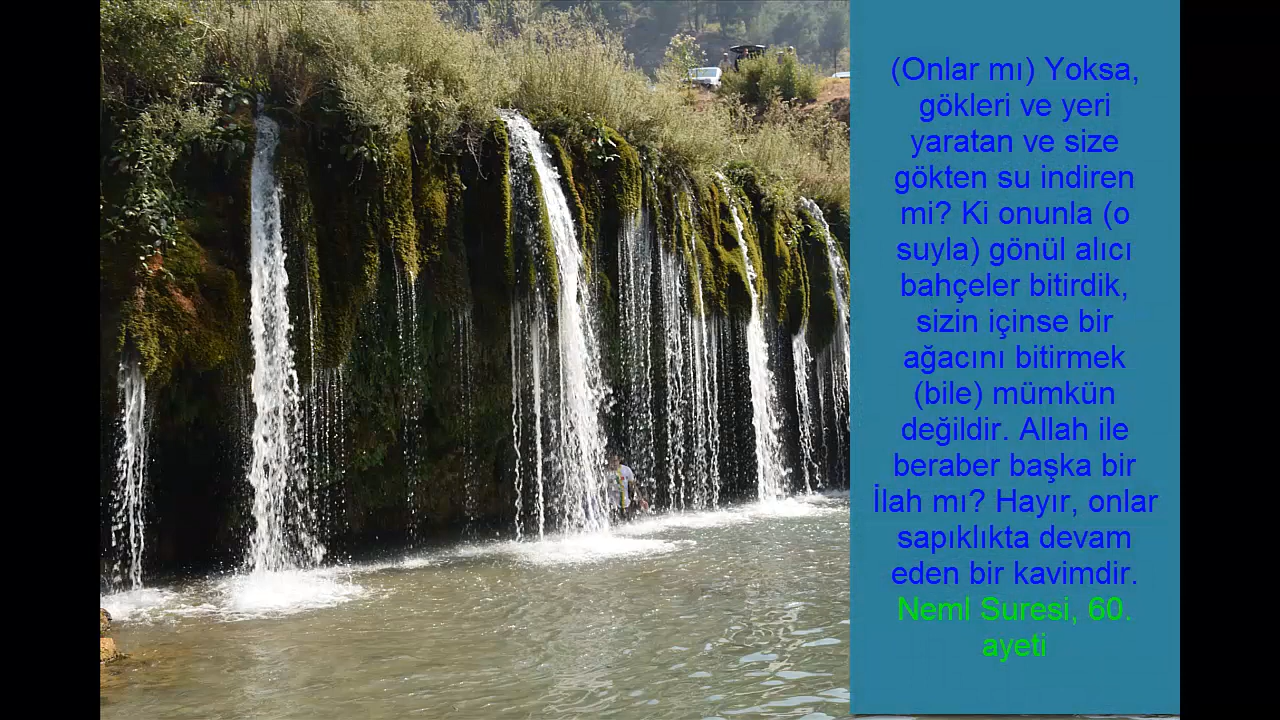 (Onlar mı) Yoksa,
gökleri ve yeri
yaratan ve size
gökten su indiren
mi? Ki onunla (o
suyla) gönül alıcı
bahçeler bitirdik,
sizin içinse bir
ağacını bitirmek
(bile) mümkün
değildir. Allah ile
beraber başka bir
İlah mı? Hayır, onlar
sapıklıkta devam
eden bir kavimdir.
Neml Suresi, 60.
ayeti